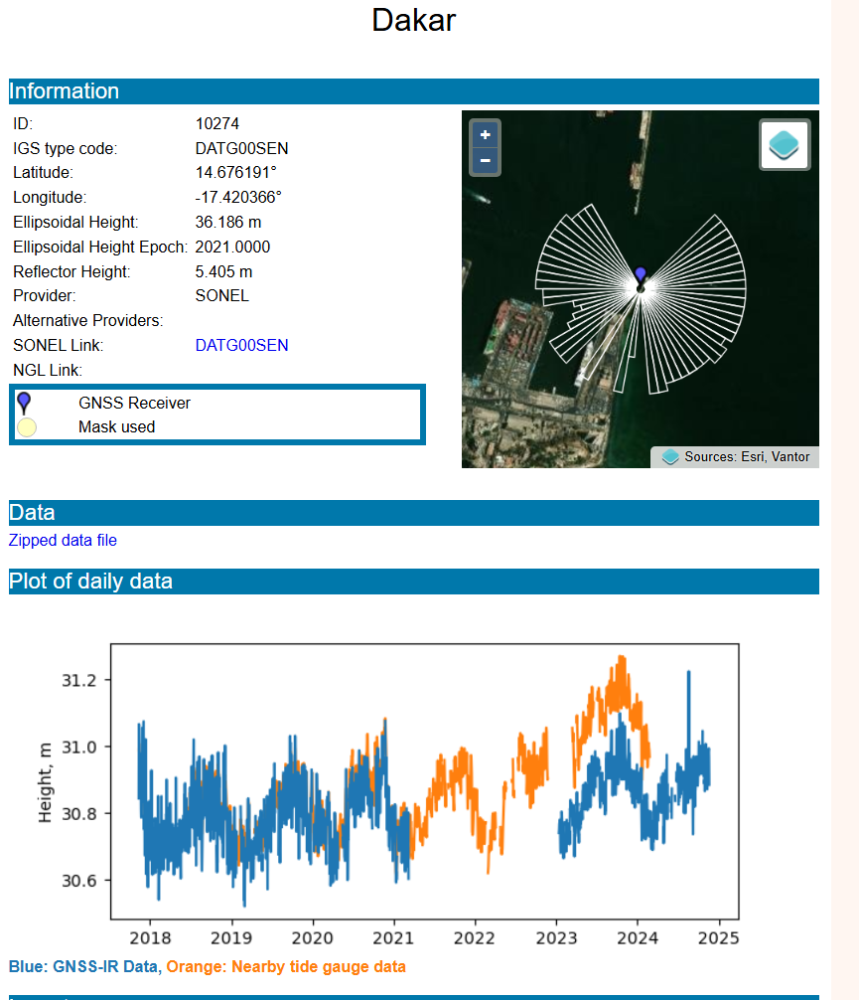 Dakar
Information
ID: 10274
IGS type code: DATG00SEN
Latitude: 14.676191°
Longitude: -17.420366°
Ellipsoidal Height: 36.186 m
Ellipsoidal Height Epoch: 2021.0000
Reflector Height: 5.405 m
Provider: SONEL
Alternative Providers:
SONEL Link: DATG00SEN
NGL Link:
GNSS Receiver
Mask used
+
−
Sources: Esri, Vantor
Data
Zipped data file
Plot of daily data
Height, m
31.2
31.0
30.8
30.6
2018 2019 2020 2021 2022 2023 2024 2025
Blue: GNSS-IR Data, Orange: Nearby tide gauge data